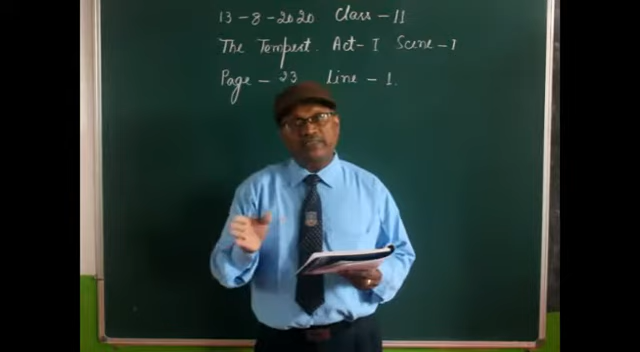 13-8-2020 Class-11
The Tempest. Act-I Scene-1
Page-23 Line-1.